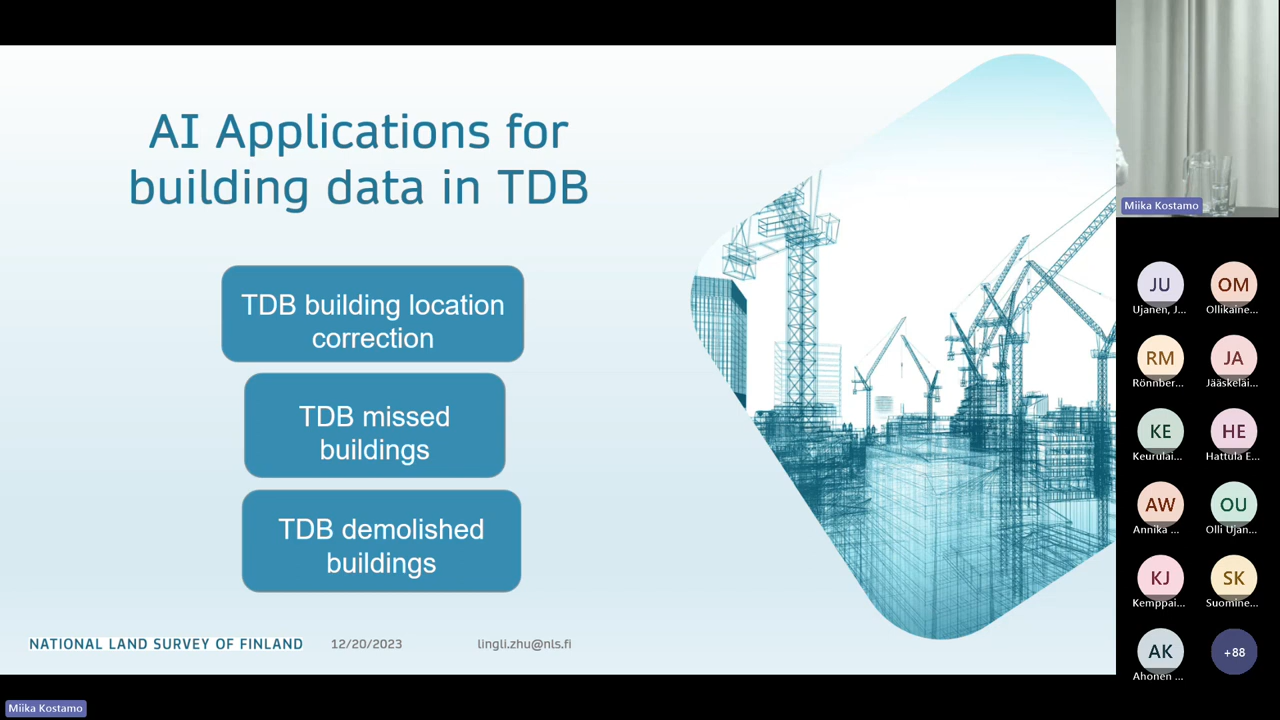 AI Applications for
building data in TDB
TDB building location
correction
TDB missed
buildings
TDB demolished
buildings
NATIONAL LAND SURVEY OF FINLAND
12/20/2023
lingli.zhu@nls.fi
Miika Kostamo
JU
Ujanen, J...
OM
Ollikaine...
RM
Rönnber...
JA
Jääskeläi...
KE
Keurulai...
HE
Hattula E...
AW
Annika ...
OU
Olli Ujan...
KJ
Kemppai...
SK
Suomine...
AK
Ahonen ...
+88
Miika Kostamo